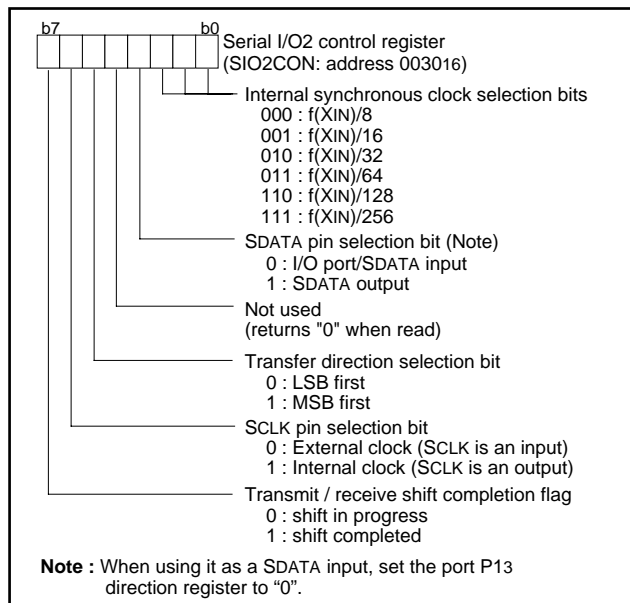 b7 b0
Serial I/O2 control register
(SIO2CON: address 003016)
Internal synchronous clock selection bits
000 : f(XIN)/8
001 : f(XIN)/16
010 : f(XIN)/32
011 : f(XIN)/64
110 : f(XIN)/128
111 : f(XIN)/256
SDATA pin selection bit (Note)
0 : I/O port/SDATA input
1 : SDATA output
Not used
(returns "0" when read)
Transfer direction selection bit
0 : LSB first
1 : MSB first
SCLK pin selection bit
0 : External clock (SCLK is an input)
1 : Internal clock (SCLK is an output)
Transmit / receive shift completion flag
0 : shift in progress
1 : shift completed
Note : When using it as a SDATA input, set the port P13
direction register to “0”.